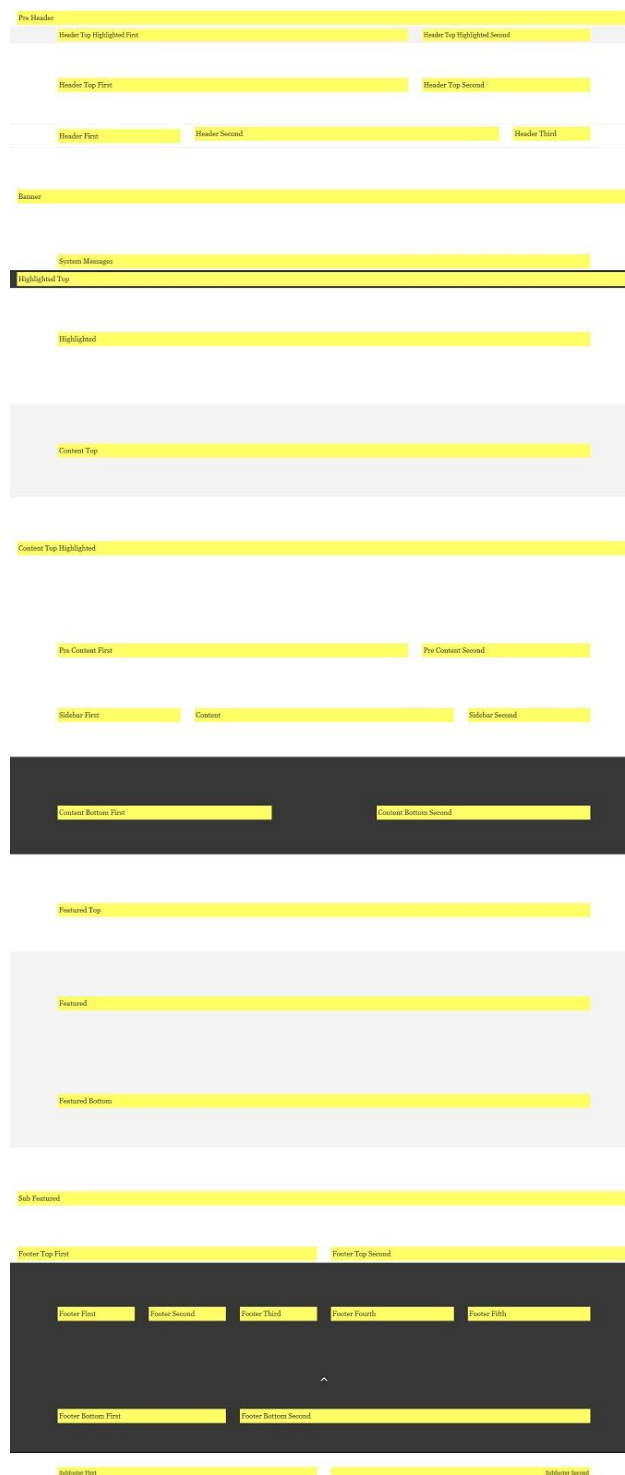 Pre Header
Header Top Highlighted First Header Top Highlighted Second
Header Top First Header Top Second
Header First Header Second Header Third
Banner
System Messages
Highlighted Top
Highlighted
Content Top
Content Top Highlighted
Pre Content First Pre Content Second
Sidebar First Content Sidebar Second
Content Bottom First Content Bottom Second
Featured Top
Featured
Featured Bottom
Sub Featured
Footer Top First Footer Top Second
Footer First Footer Second Footer Third Footer Fourth Footer Fifth
Footer Bottom First Footer Bottom Second
Subfooter First Subfooter Second